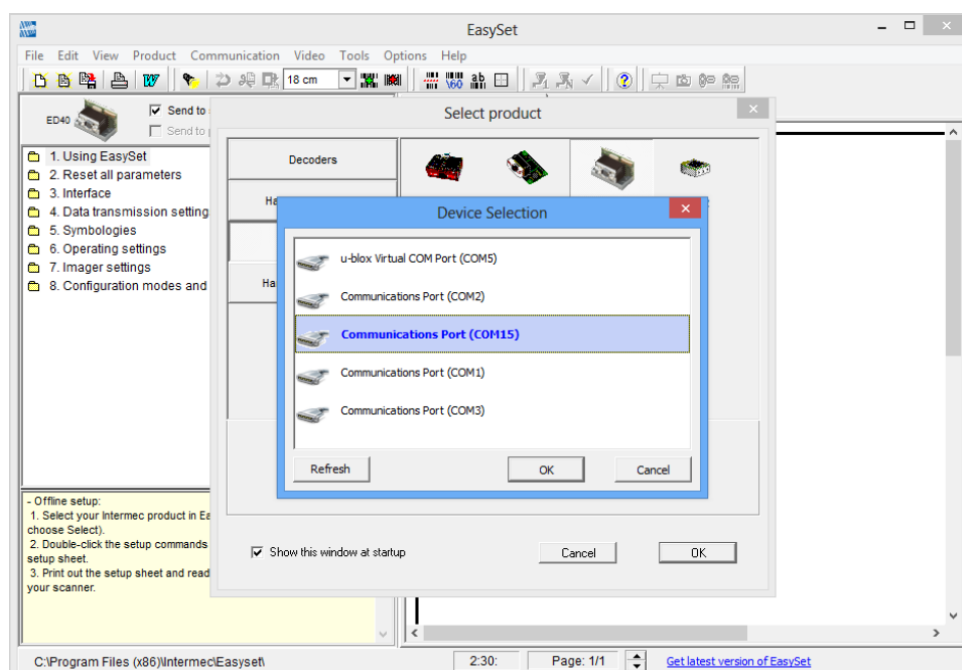 EasySet
File Edit View Product Communication Video Tools Options Help
18 cm
ED40
Send to
Send to
1. Using EasySet
2. Reset all parameters
3. Interface
4. Data transmission setting
5. Symbologies
6. Operating settings
7. Imager settings
8. Configuration modes and
Select product
Decoders
Ha
Ha
Device Selection
u-blox Virtual COM Port (COM5)
Communications Port (COM2)
Communications Port (COM15)
Communications Port (COM1)
Communications Port (COM3)
Refresh
OK
Cancel
Show this window at startup
Cancel
OK
- Offline setup:
1. Select your Intermec product in Ea
choose Select).
2. Double-click the setup commands
setup sheet.
3. Print out the setup sheet and read
your scanner.
C:\Program Files (x86)\Intermec\Easyset\
2:30:
Page: 1/1
Get latest version of EasySet